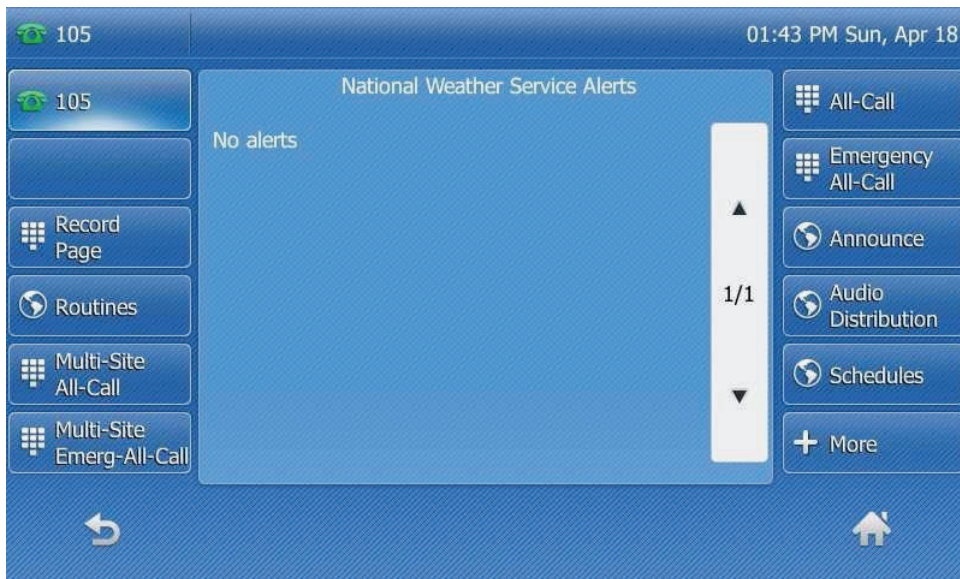 105
01:43 PM Sun, Apr 18
105
Record
Page
Routines
Multi-Site
All-Call
Multi-Site
Emerg-All-Call
National Weather Service Alerts
No alerts
1/1
All-Call
Emergency
All-Call
Announce
Audio
Distribution
Schedules
More